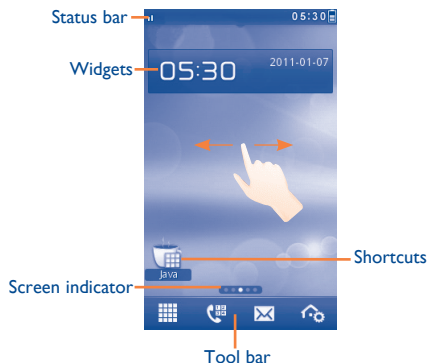 Status bar
05:30
Widgets
05:30
2011-01-07
Java
Shortcuts
Screen indicator
Tool bar